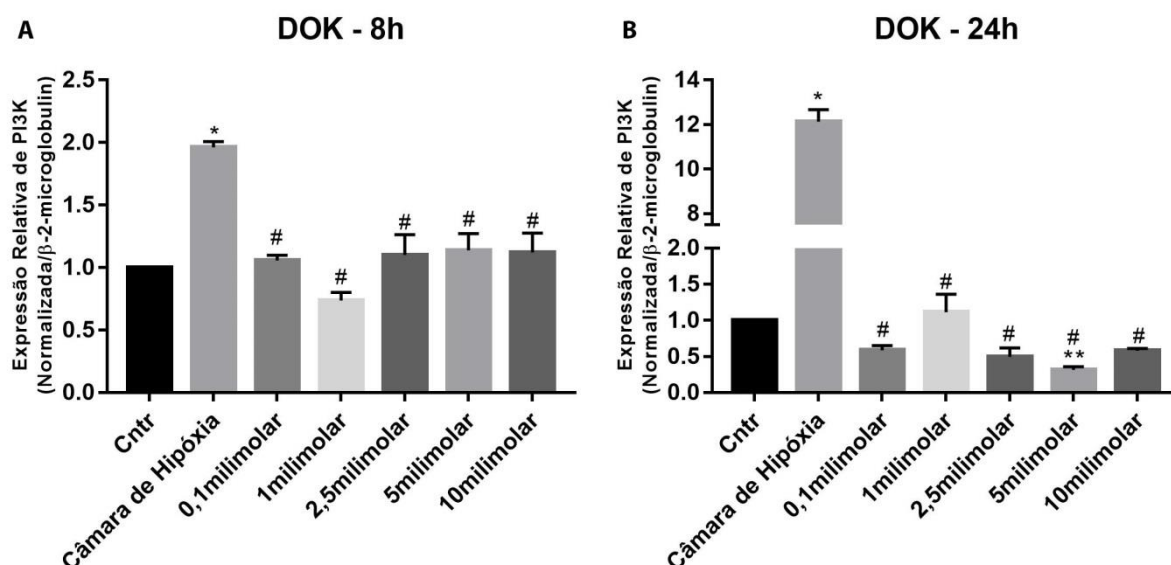 A
DOK - 8h
Expressão Relativa de PI3K
(Normalizada/β-2-microglobulin)
2.5
2.0
1.5
1.0
0.5
0.0
*
#
#
#
#
#
Cntr
Câmara de Hipóxia
0,1milimolar
1milimolar
2,5milimolar
5milimolar
10milimolar
B
DOK - 24h
Expressão Relativa de PI3K
(Normalizada/β-2-microglobulin)
14
12
10
8
2.0
1.5
1.0
0.5
0.0
*
#
#
#
#
**
#
Cntr
Câmara de Hipóxia
0,1milimolar
1milimolar
2,5milimolar
5milimolar
10milimolar